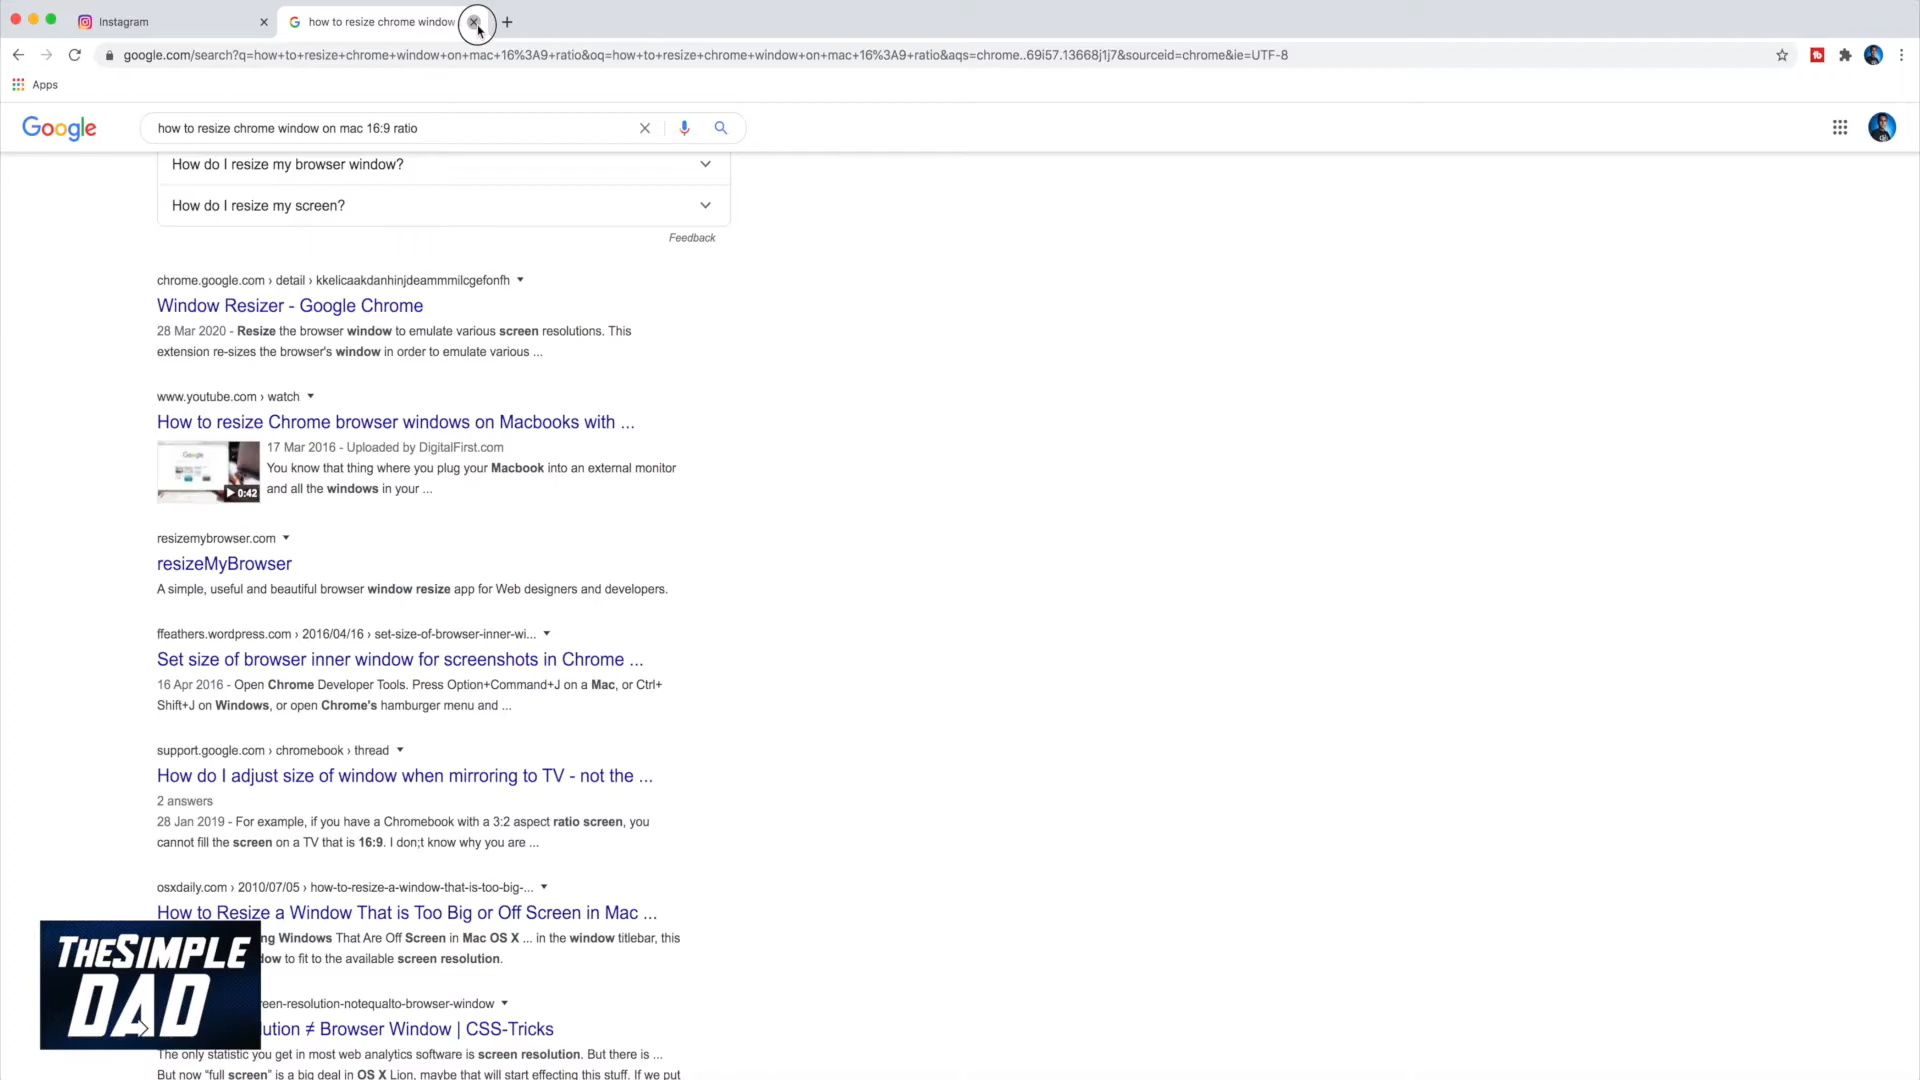 Instagram
how to resize chrome window
google.com/search?q=how+to+resize+chrome+window+on+mac+16%3A9+ratio&oq=how+to+resize+chrome+window+on+mac+16%3A9+ratio&aqs=chrome..69i57.13668j1j7&sourceid=chrome&ie=UTF-8
Apps
Google
how to resize chrome window on mac 16:9 ratio
How do I resize my browser window?
How do I resize my screen?
Feedback
chrome.google.com › detail › kkelicaakdanhinjdeammmilcgefonfh
Window Resizer - Google Chrome
28 Mar 2020 - Resize the browser window to emulate various screen resolutions. This
extension re-sizes the browser's window in order to emulate various ...
www.youtube.com › watch
How to resize Chrome browser windows on Macbooks with ...
17 Mar 2016 - Uploaded by DigitalFirst.com
You know that thing where you plug your Macbook into an external monitor
and all the windows in your ...
Google
0:42
resizemybrowser.com
resizeMyBrowser
A simple, useful and beautiful browser window resize app for Web designers and developers.
ffeathers.wordpress.com › 2016/04/16 › set-size-of-browser-inner-wi...
Set size of browser inner window for screenshots in Chrome ...
16 Apr 2016 - Open Chrome Developer Tools. Press Option+Command+J on a Mac, or Ctrl+
Shift+J on Windows, or open Chrome's hamburger menu and ...
support.google.com › chromebook › thread
How do I adjust size of window when mirroring to TV - not the ...
2 answers
28 Jan 2019 - For example, if you have a Chromebook with a 3:2 aspect ratio screen, you
cannot fill the screen on a TV that is 16:9. I don;t know why you are ...
osxdaily.com › 2010/07/05 › how-to-resize-a-window-that-is-too-big-...
How to Resize a Window That is Too Big or Off Screen in Mac ...
ng Windows That Are Off Screen in Mac OS X ... in the window titlebar, this
dow to fit to the available screen resolution.
een-resolution-notequalto-browser-window
ution ≠ Browser Window | CSS-Tricks
The only statistic you get in most web analytics software is screen resolution. But there is ...
But now “full screen” is a big deal in OS X Lion, maybe that will start effecting this stuff. If we put
THE SIMPLE
DAD